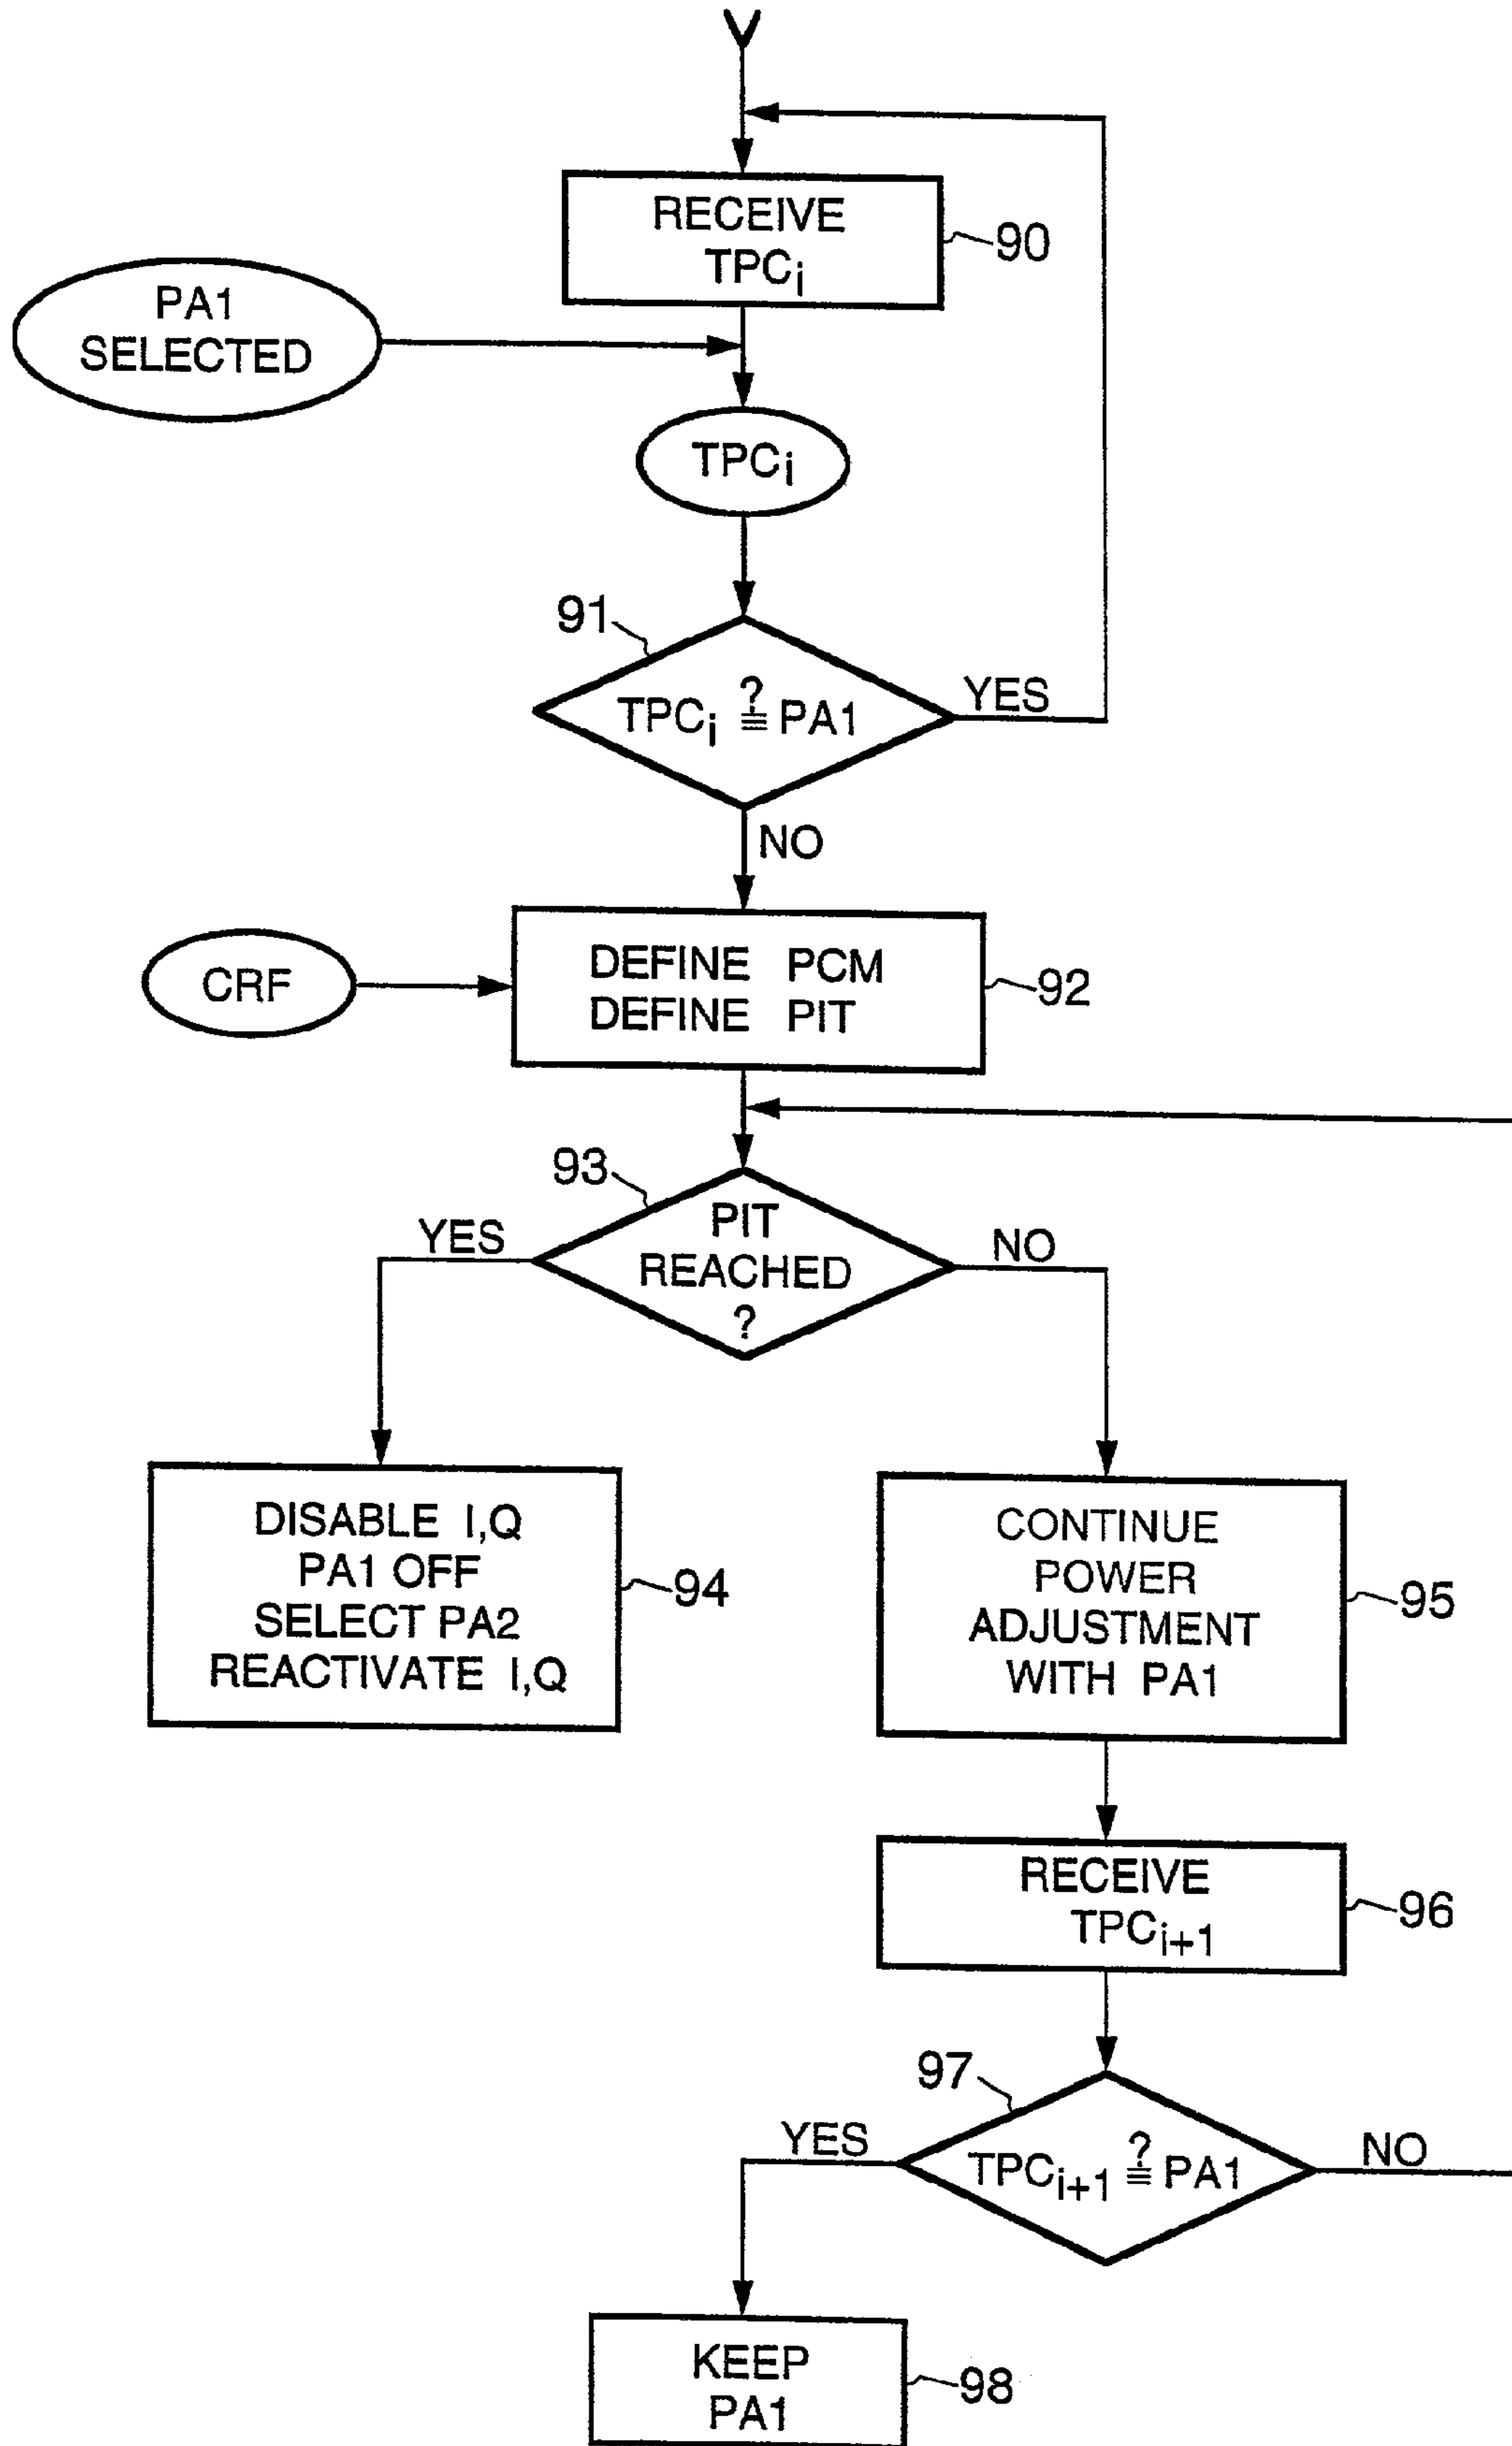 RECEIVE
TPCi
90
PA1
SELECTED
TPCi
91
TPCi ≟ PA1
YES
NO
CRF
DEFINE PCM
DEFINE PIT
92
93
PIT
REACHED
?
YES
NO
DISABLE I,Q
PA1 OFF
SELECT PA2
REACTIVATE I,Q
94
CONTINUE
POWER
ADJUSTMENT
WITH PA1
95
RECEIVE
TPCi+1
96
97
TPCi+1 ≟ PA1
YES
NO
KEEP
PA1
98